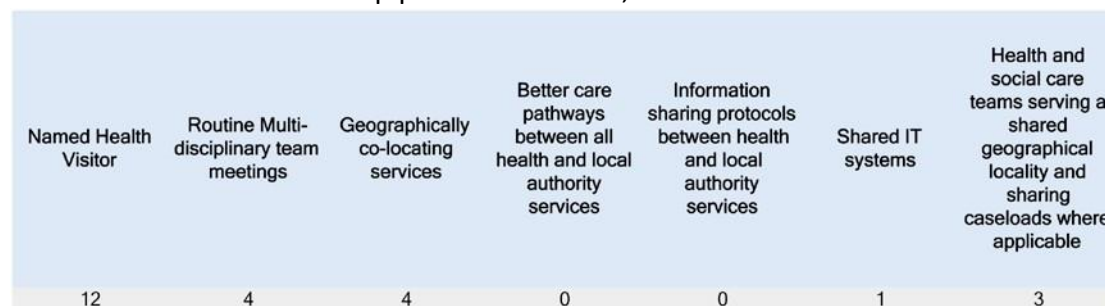 Named Health
Visitor
Routine Multi-
disciplinary team
meetings
Geographically
co-locating
services
Better care
pathways
between all
health and local
authority
services
Information
sharing protocols
between health
and local
authority
services
Shared IT
systems
Health and
social care
teams serving a
shared
geographical
locality and
sharing
caseloads where
applicable
12 4 4 0 0 1 3